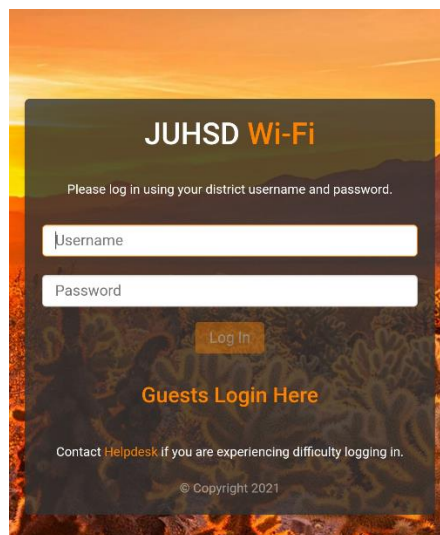 JUHSD Wi-Fi
Please log in using your district username and password.
Username
Password
Log In
Guests Login Here
Contact Helpdesk if you are experiencing difficulty logging in.
© Copyright 2021